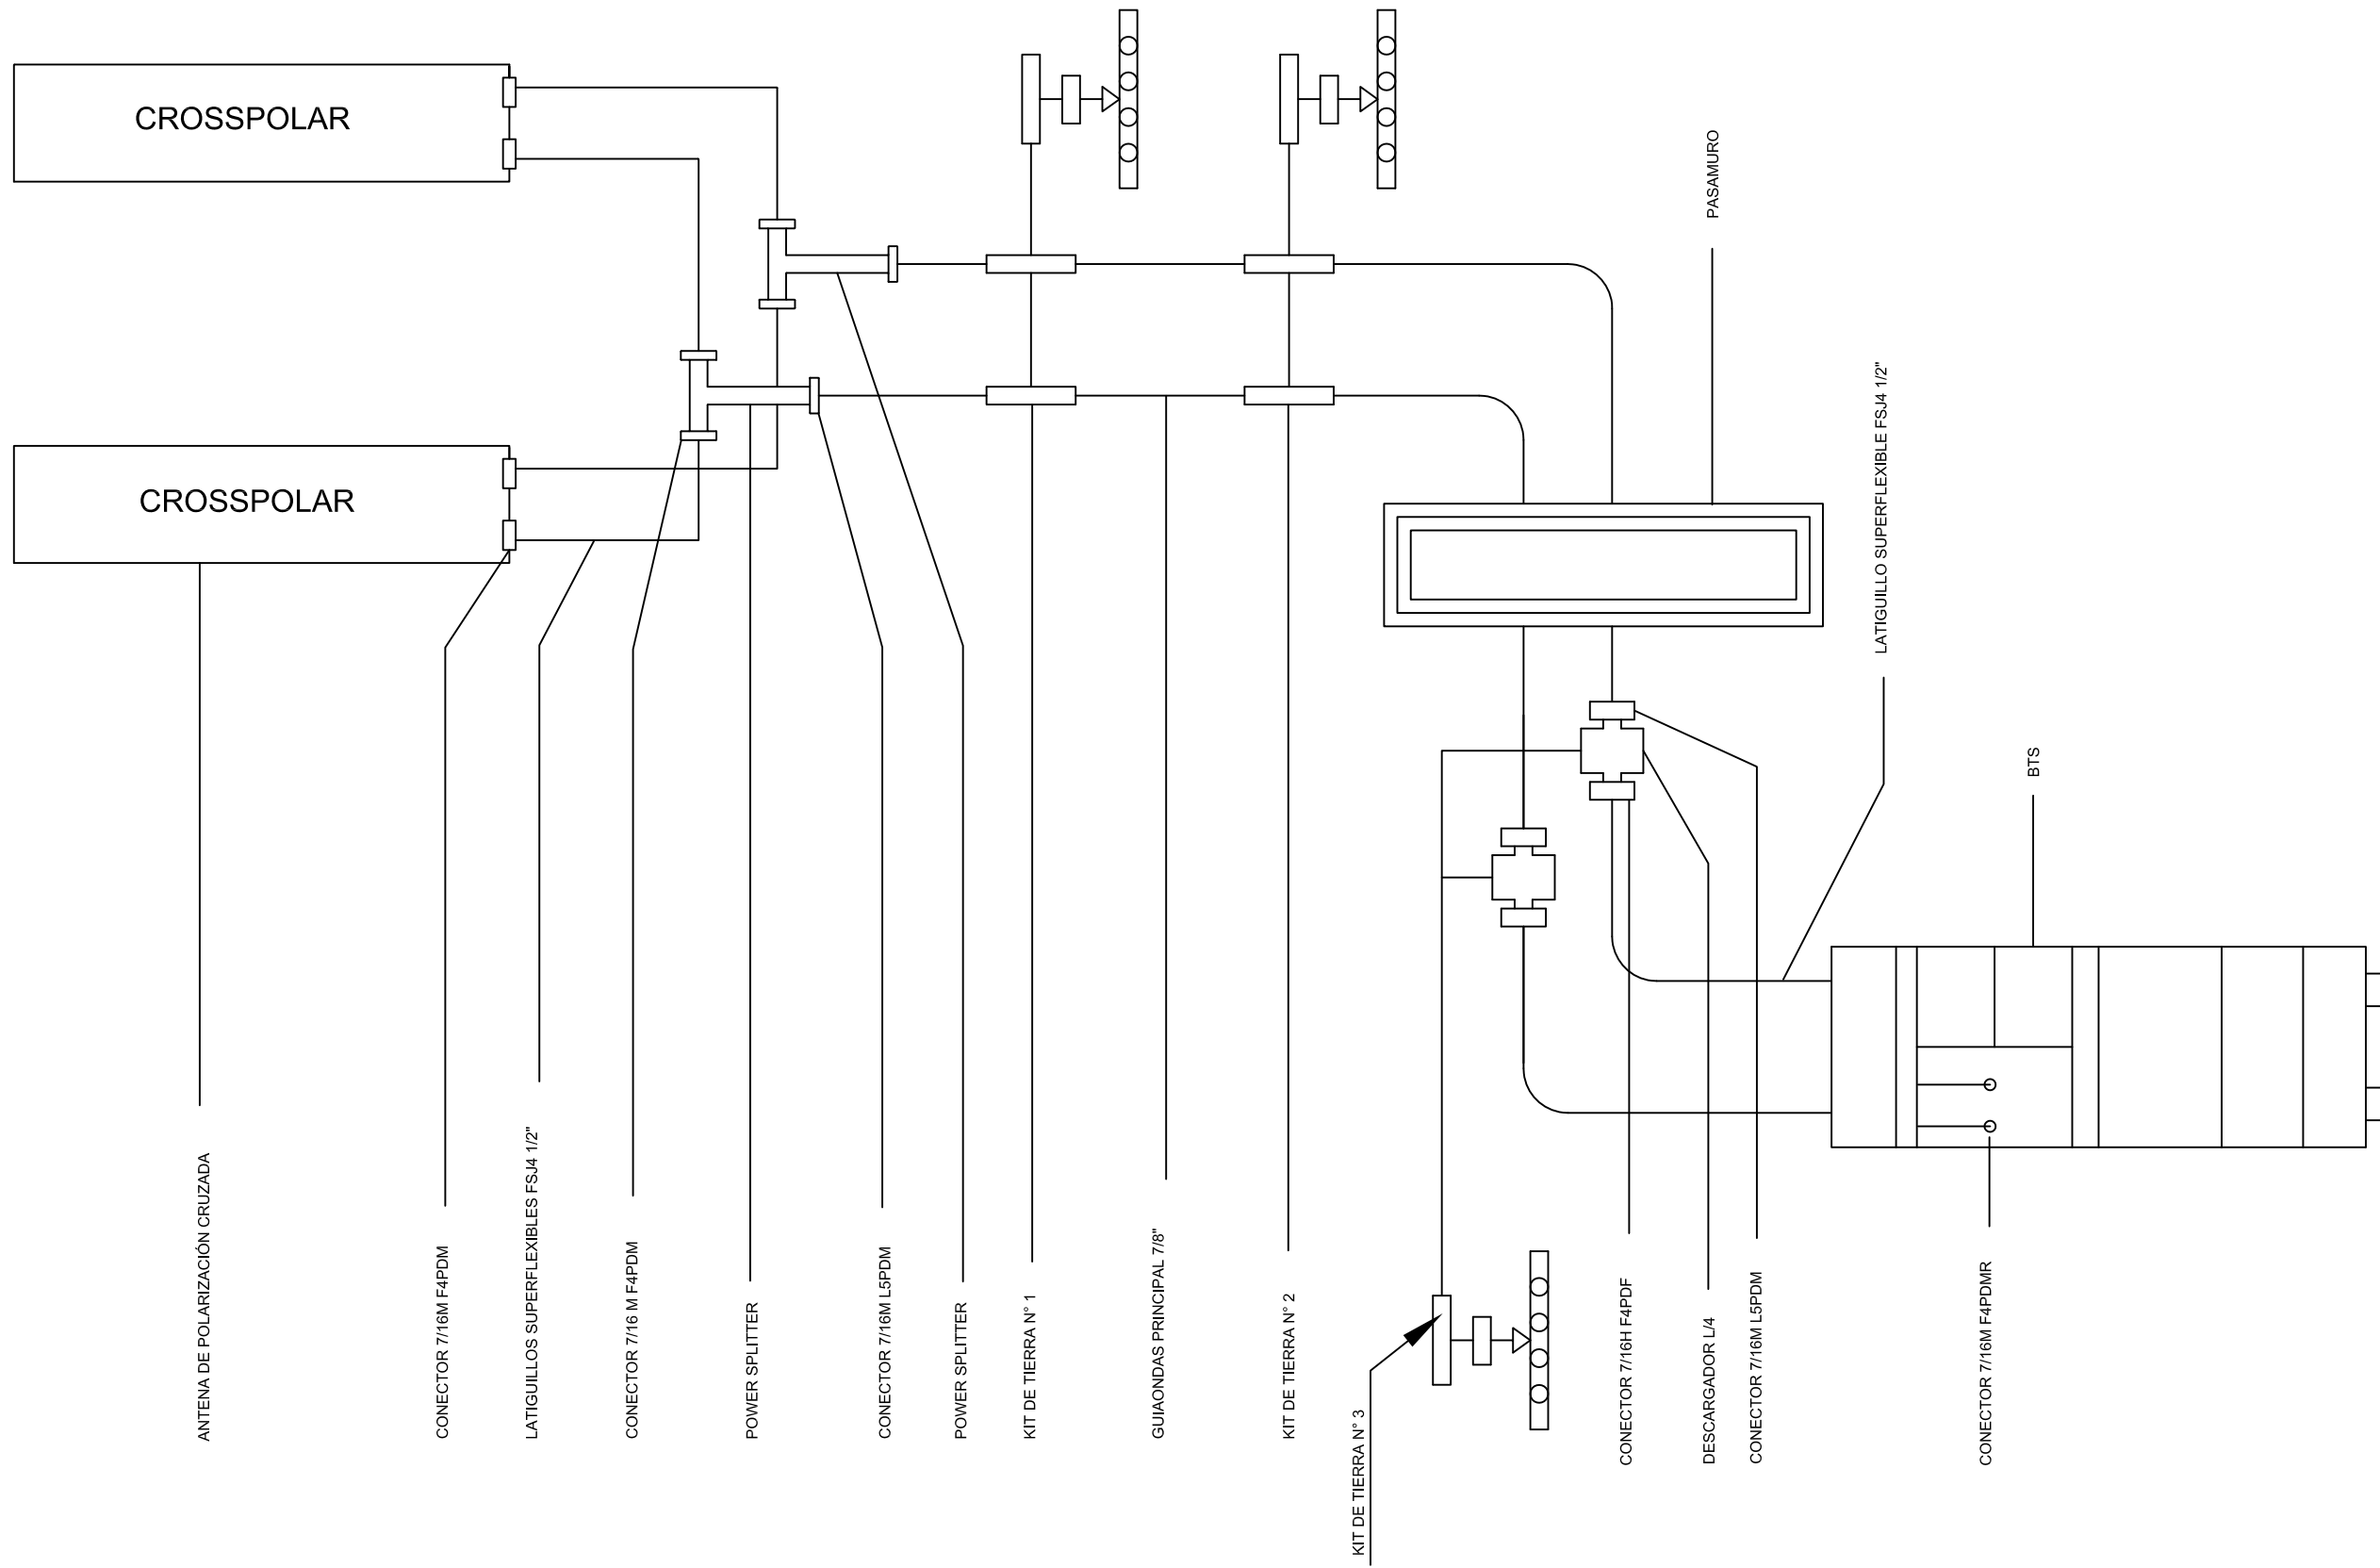 CROSSPOLAR
CROSSPOLAR
PASAMURO
LATIGUILLO SUPERFLEXIBLE FSJ4 1/2"
BTS
ANTENA DE POLARIZACIÓN CRUZADA
CONECTOR 7/16M F4PDM
LATIGUILLOS SUPERFLEXIBLES FSJ4 1/2"
CONECTOR 7/16 M F4PDM
POWER SPLITTER
CONECTOR 7/16M L5PDM
POWER SPLITTER
KIT DE TIERRA N° 1
GUIAONDAS PRINCIPAL 7/8"
KIT DE TIERRA N° 2
KIT DE TIERRA N° 3
CONECTOR 7/16H F4PDF
DESCARGADOR L/4
CONECTOR 7/16M L5PDM
CONECTOR 7/16M F4PDMR